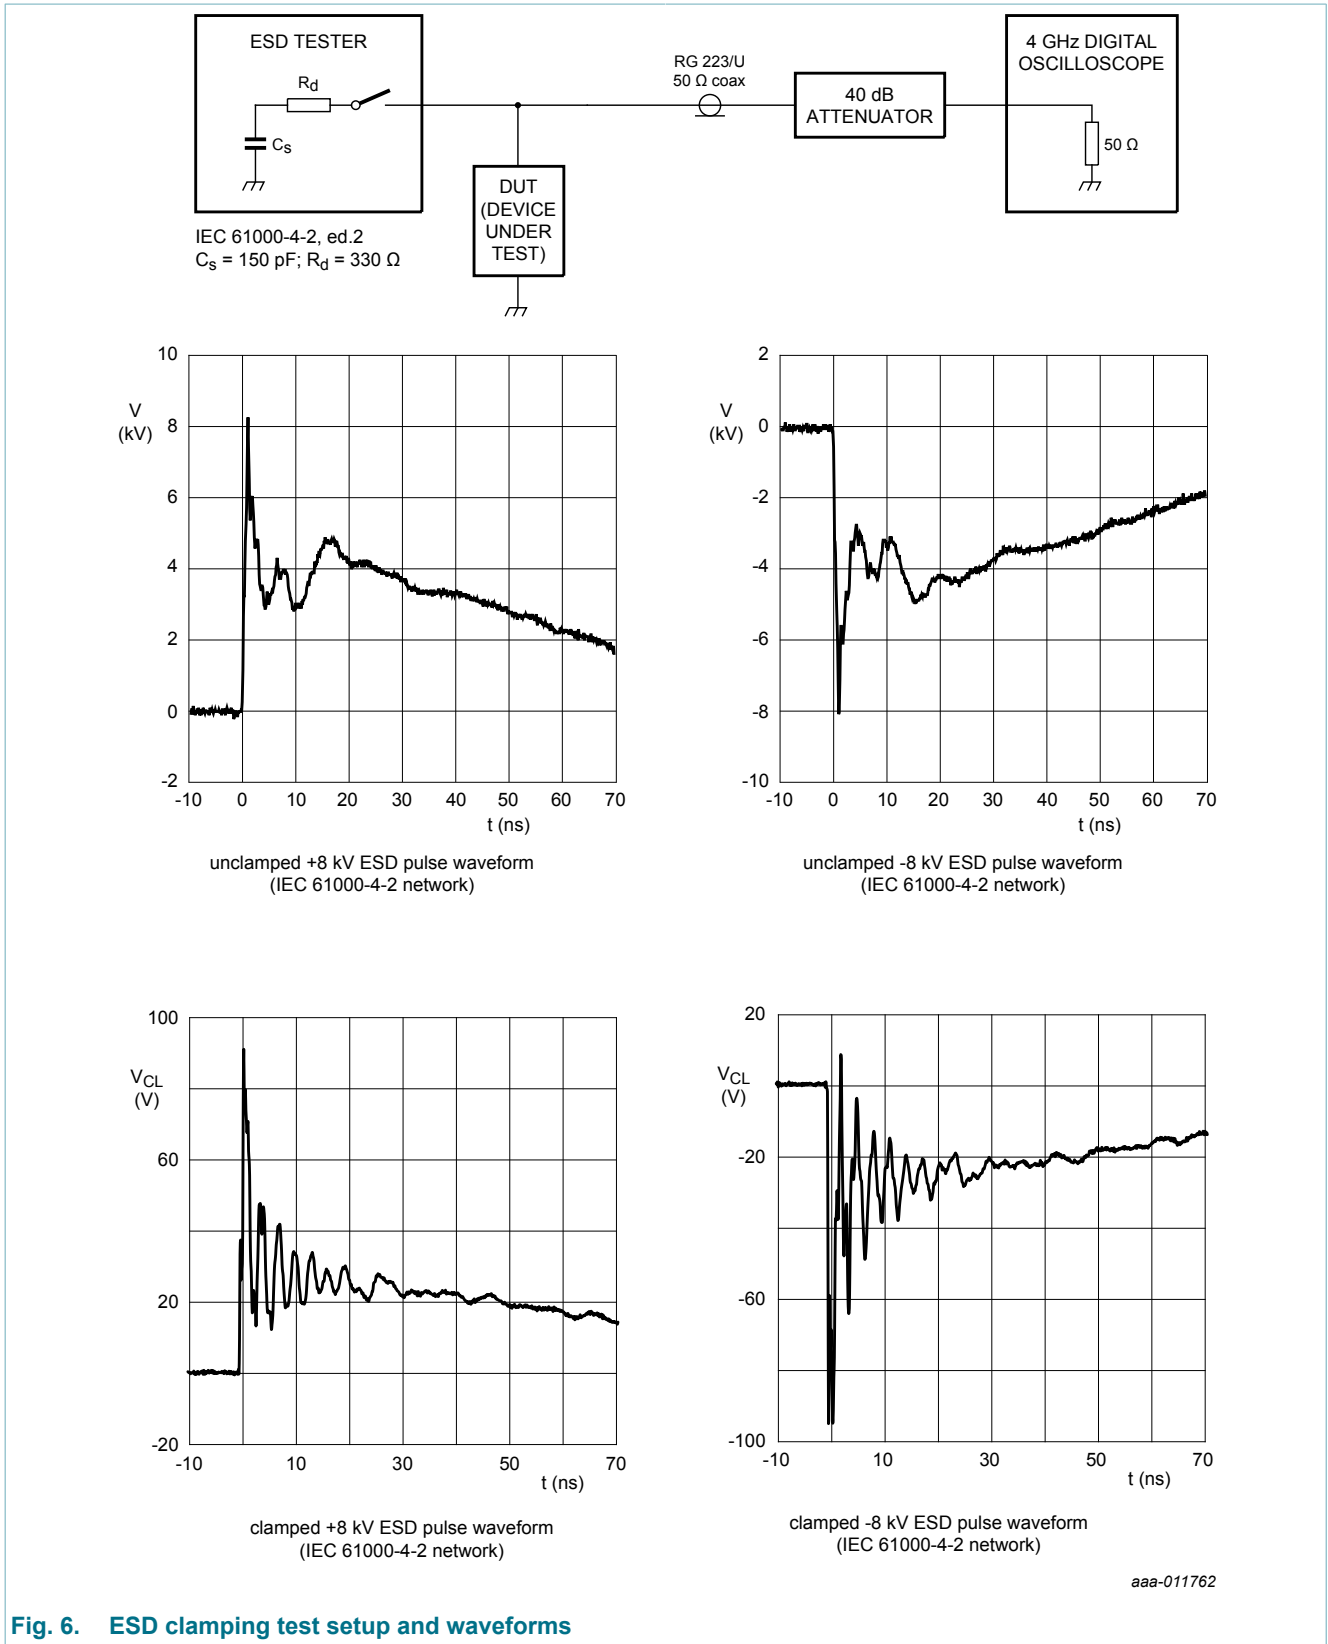 ESD TESTER
Rd
Cs
IEC 61000-4-2, ed.2
Cs = 150 pF; Rd = 330 Ω
DUT
(DEVICE
UNDER
TEST)
RG 223/U
50 Ω coax
40 dB
ATTENUATOR
4 GHz DIGITAL
OSCILLOSCOPE
50 Ω
10
8
6
4
2
0
-2
V
(kV)
-10 0 10 20 30 40 50 60 70
t (ns)
unclamped +8 kV ESD pulse waveform
(IEC 61000-4-2 network)
2
0
-2
-4
-6
-8
-10
V
(kV)
-10 0 10 20 30 40 50 60 70
t (ns)
unclamped -8 kV ESD pulse waveform
(IEC 61000-4-2 network)
100
60
20
-20
VCL
(V)
-10 10 30 50 70
t (ns)
clamped +8 kV ESD pulse waveform
(IEC 61000-4-2 network)
20
-20
-60
-100
VCL
(V)
-10 10 30 50 70
t (ns)
clamped -8 kV ESD pulse waveform
(IEC 61000-4-2 network)
aaa-011762
Fig. 6. ESD clamping test setup and waveforms